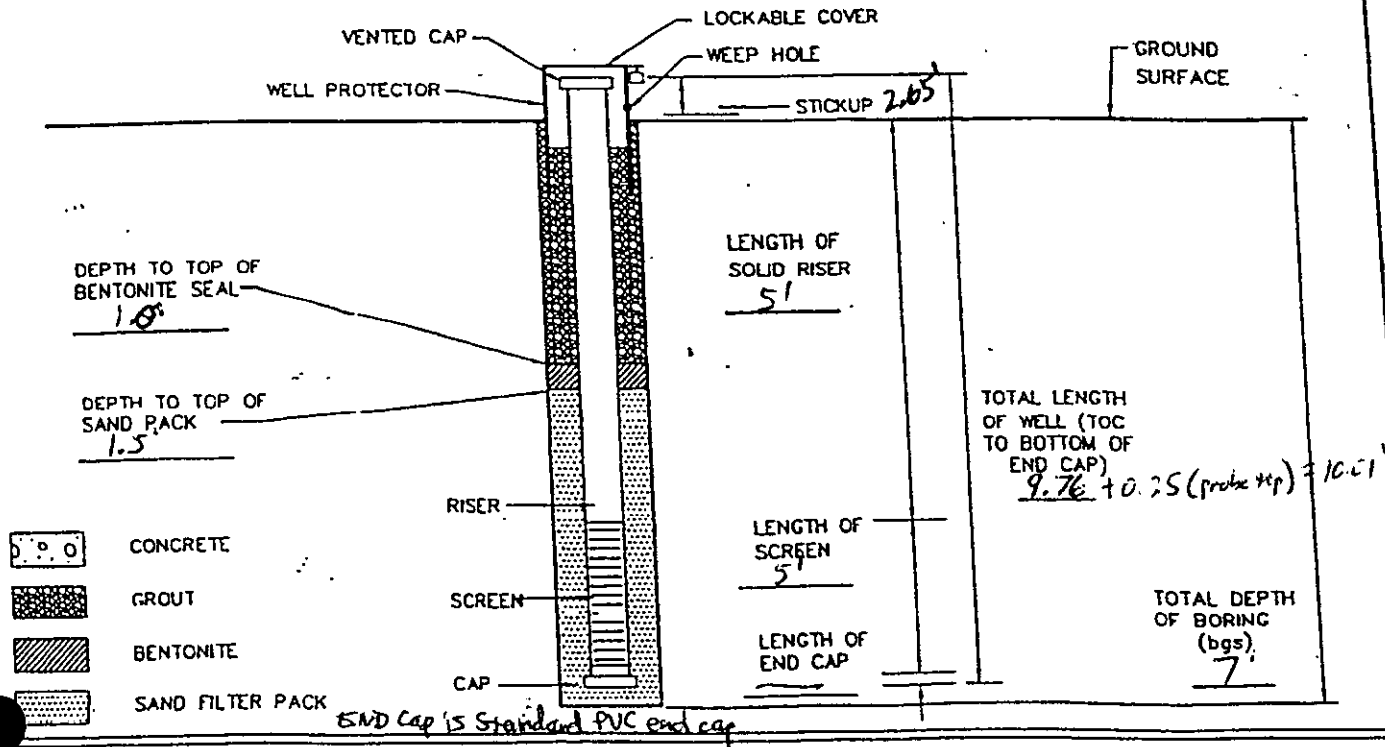 LOCKABLE COVER
VENTED CAP
WEEP HOLE
GROUND
SURFACE
WELL PROTECTOR
STICKUP 2.65'
LENGTH OF
SOLID RISER
5'
DEPTH TO TOP OF
BENTONITE SEAL
1.0'
DEPTH TO TOP OF
SAND PACK
1.5'
TOTAL LENGTH
OF WELL (TOC
TO BOTTOM OF
END CAP)
9.76 + 0.25 (probe tip) = 10.01'
RISER
LENGTH OF
SCREEN
5'
CONCRETE
GROUT
SCREEN
TOTAL DEPTH
OF BORING
(bgs)
7'
BENTONITE
LENGTH OF
END CAP
CAP
SAND FILTER PACK
END Cap is Standard PVC end cap